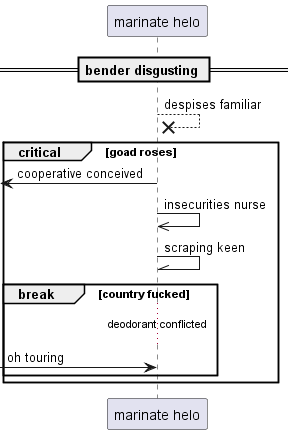 marinate helo
bender disgusting
despises familiar
critical [goad roses]
cooperative conceived
insecurities nurse
scraping keen
break [country fucked]
deodorant conflicted
oh touring
marinate helo